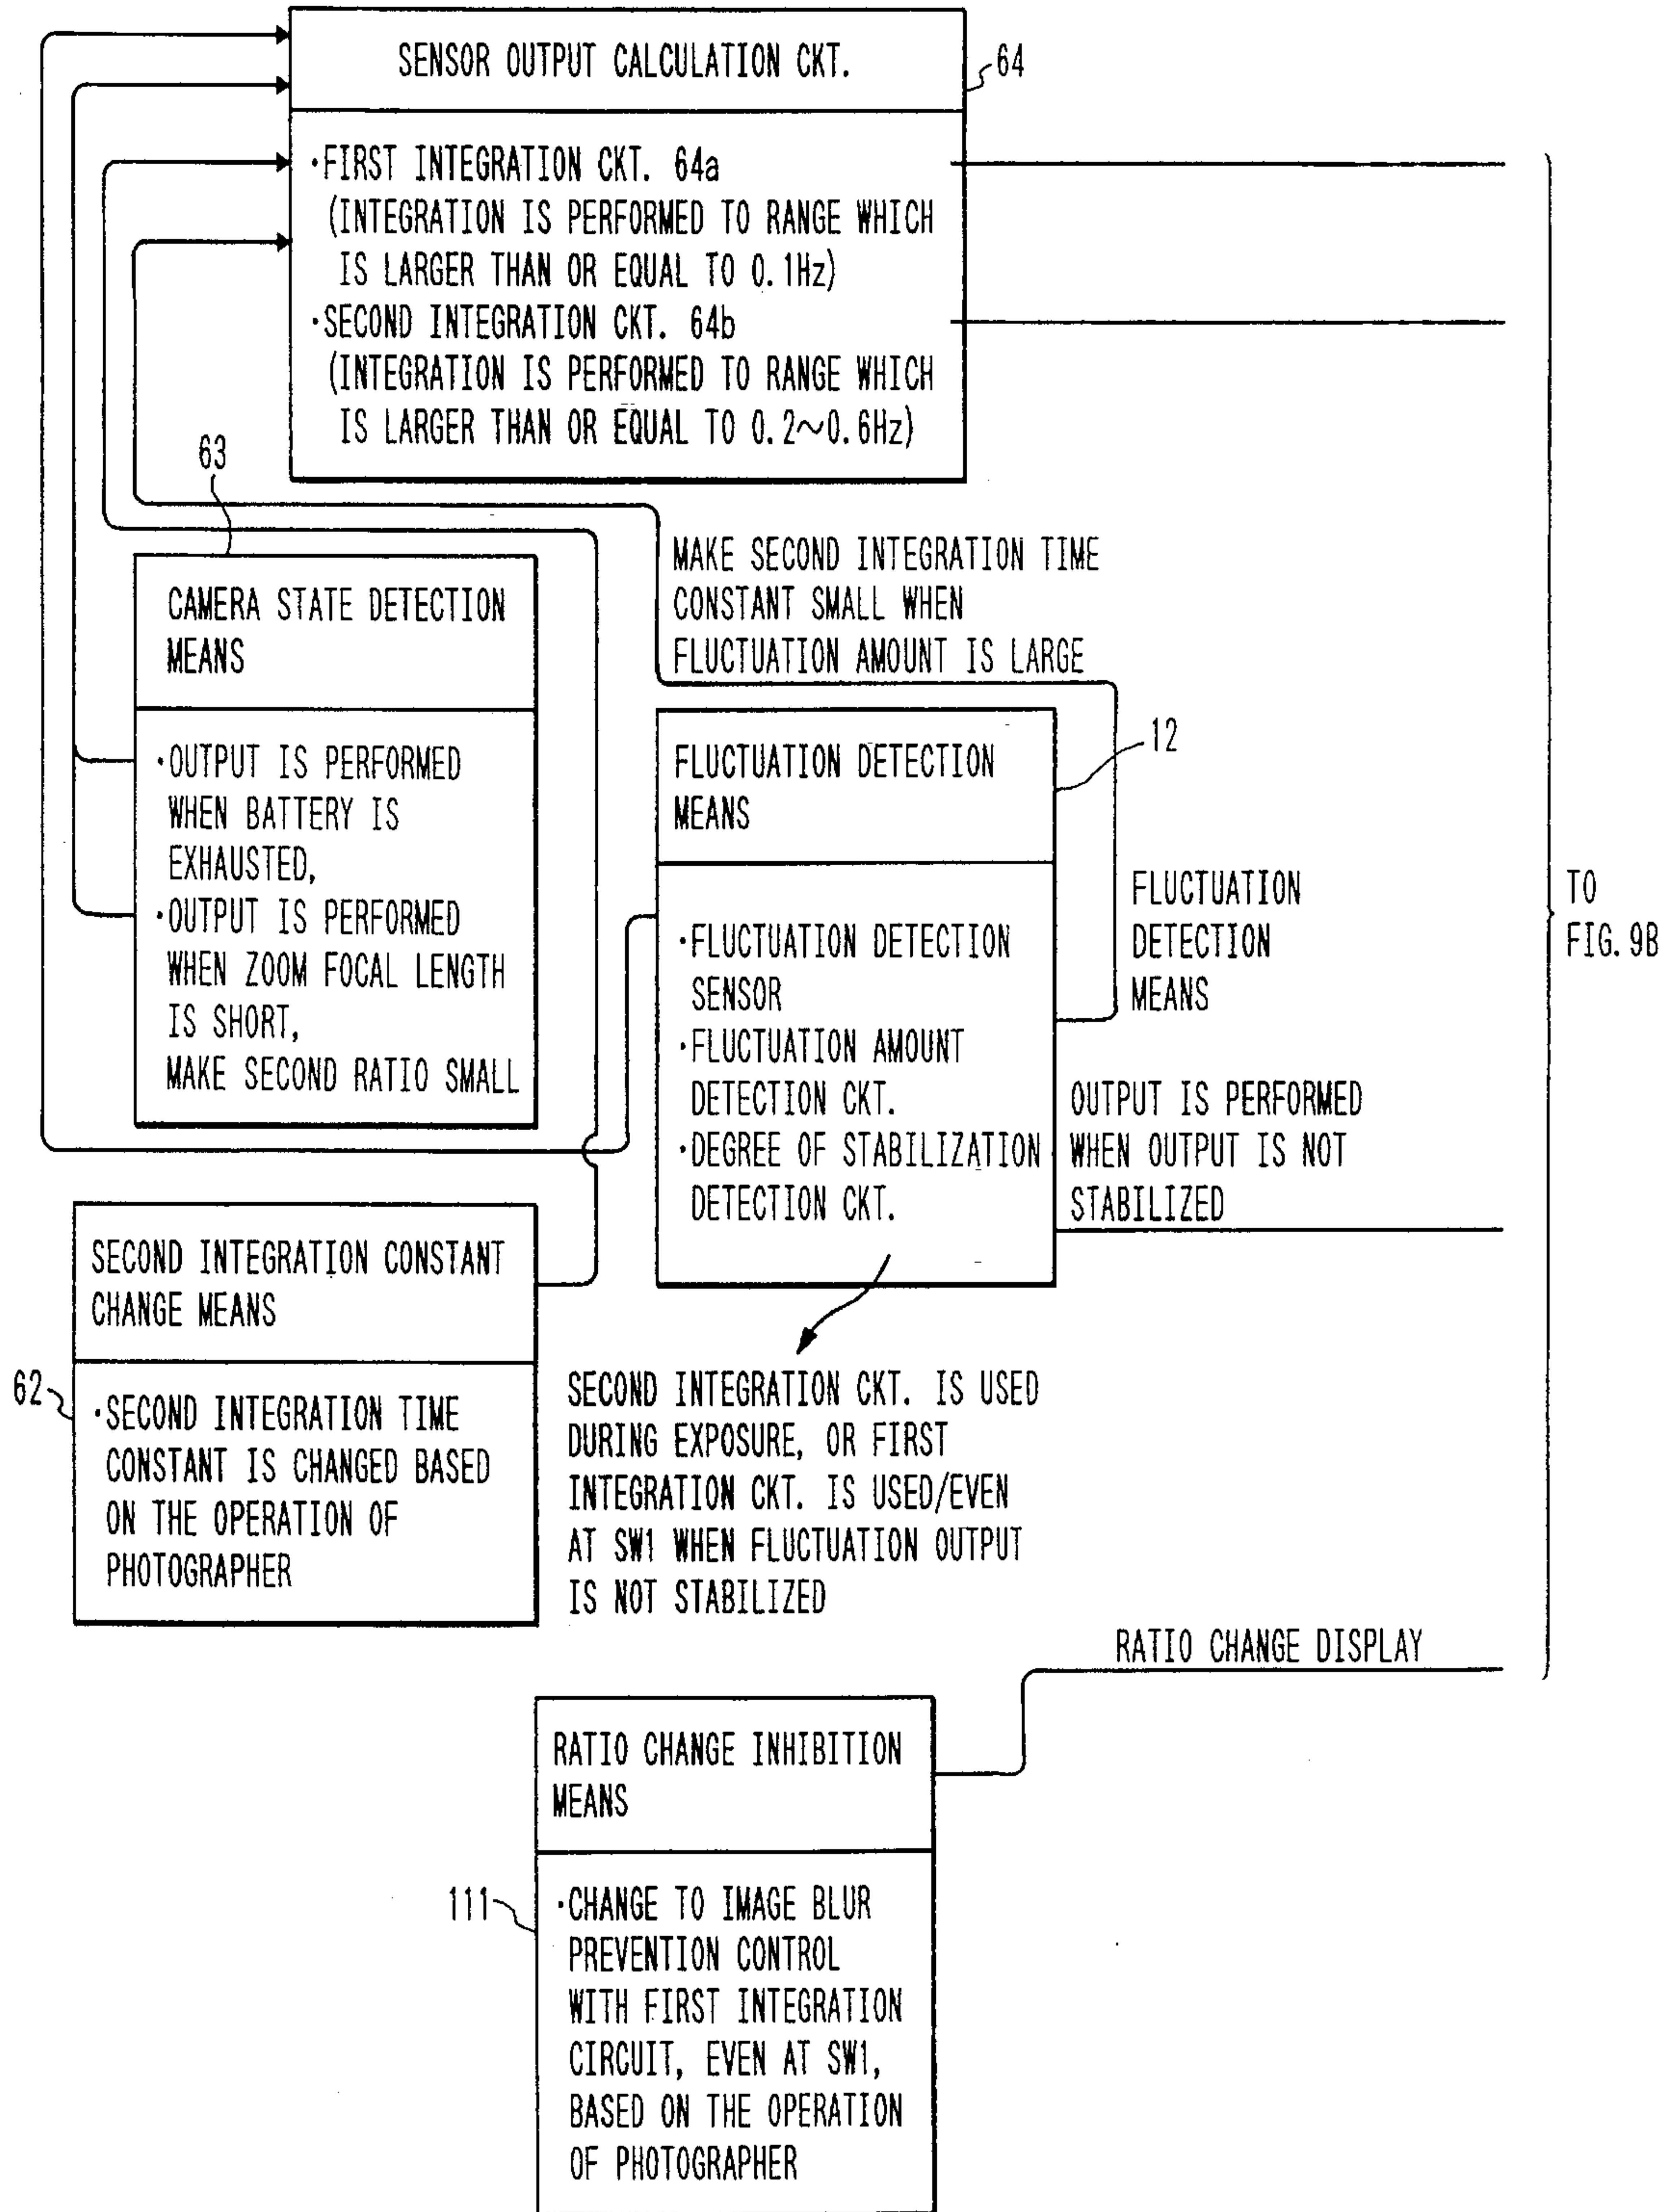 SENSOR OUTPUT CALCULATION CKT.
64
·FIRST INTEGRATION CKT. 64a
(INTEGRATION IS PERFORMED TO RANGE WHICH
IS LARGER THAN OR EQUAL TO 0.1Hz)
·SECOND INTEGRATION CKT. 64b
(INTEGRATION IS PERFORMED TO RANGE WHICH
IS LARGER THAN OR EQUAL TO 0.2~0.6Hz)
63
CAMERA STATE DETECTION
MEANS
·OUTPUT IS PERFORMED
WHEN BATTERY IS
EXHAUSTED,
·OUTPUT IS PERFORMED
WHEN ZOOM FOCAL LENGTH
IS SHORT,
MAKE SECOND RATIO SMALL
MAKE SECOND INTEGRATION TIME
CONSTANT SMALL WHEN
FLUCTUATION AMOUNT IS LARGE
12
FLUCTUATION DETECTION
MEANS
·FLUCTUATION DETECTION
SENSOR
·FLUCTUATION AMOUNT
DETECTION CKT.
·DEGREE OF STABILIZATION
DETECTION CKT.
FLUCTUATION
DETECTION
MEANS
OUTPUT IS PERFORMED
WHEN OUTPUT IS NOT
STABILIZED
TO
FIG. 9B
SECOND INTEGRATION CONSTANT
CHANGE MEANS
62
·SECOND INTEGRATION TIME
CONSTANT IS CHANGED BASED
ON THE OPERATION OF
PHOTOGRAPHER
SECOND INTEGRATION CKT. IS USED
DURING EXPOSURE, OR FIRST
INTEGRATION CKT. IS USED/EVEN
AT SW1 WHEN FLUCTUATION OUTPUT
IS NOT STABILIZED
RATIO CHANGE DISPLAY
RATIO CHANGE INHIBITION
MEANS
111
·CHANGE TO IMAGE BLUR
PREVENTION CONTROL
WITH FIRST INTEGRATION
CIRCUIT, EVEN AT SW1,
BASED ON THE OPERATION
OF PHOTOGRAPHER